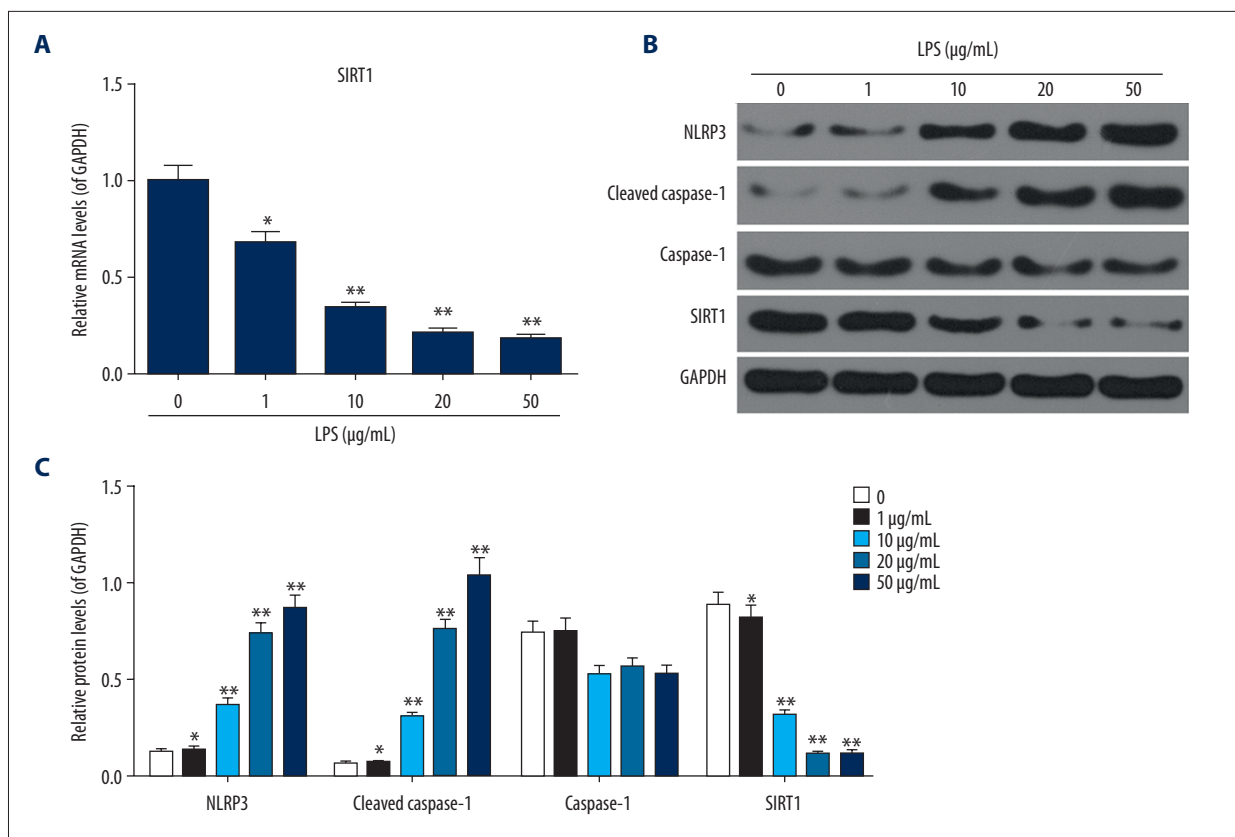 A
SIRT1
Relative mRNA levels (of GAPDH)
1.5
1.0
0.5
0.0
*
**
**
**
0 1 10 20 50
LPS (µg/mL)
B
LPS (µg/mL)
0 1 10 20 50
NLRP3
Cleaved caspase-1
Caspase-1
SIRT1
GAPDH
C
Relative protein levels (of GAPDH)
1.5
1.0
0.5
0.0
* ** ** **
* ** ** **
* ** ** **
NLRP3 Cleaved caspase-1 Caspase-1 SIRT1
0
1 µg/mL
10 µg/mL
20 µg/mL
50 µg/mL